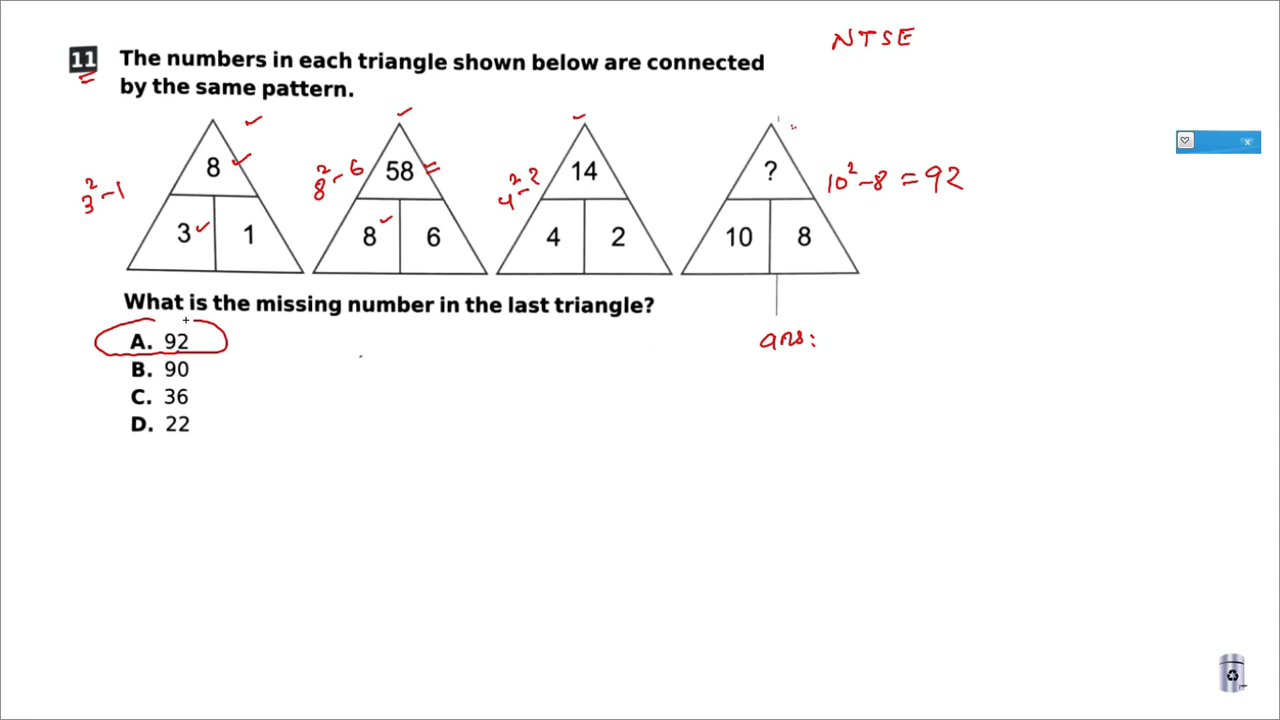 NTSE
11 The numbers in each triangle shown below are connected
by the same pattern.
3²-1
8
3 1
8²-6
58
8 6
4²-2
14
4 2
?
10 8
10²-8=92
What is the missing number in the last triangle?
ans:
A. 92
B. 90
C. 36
D. 22